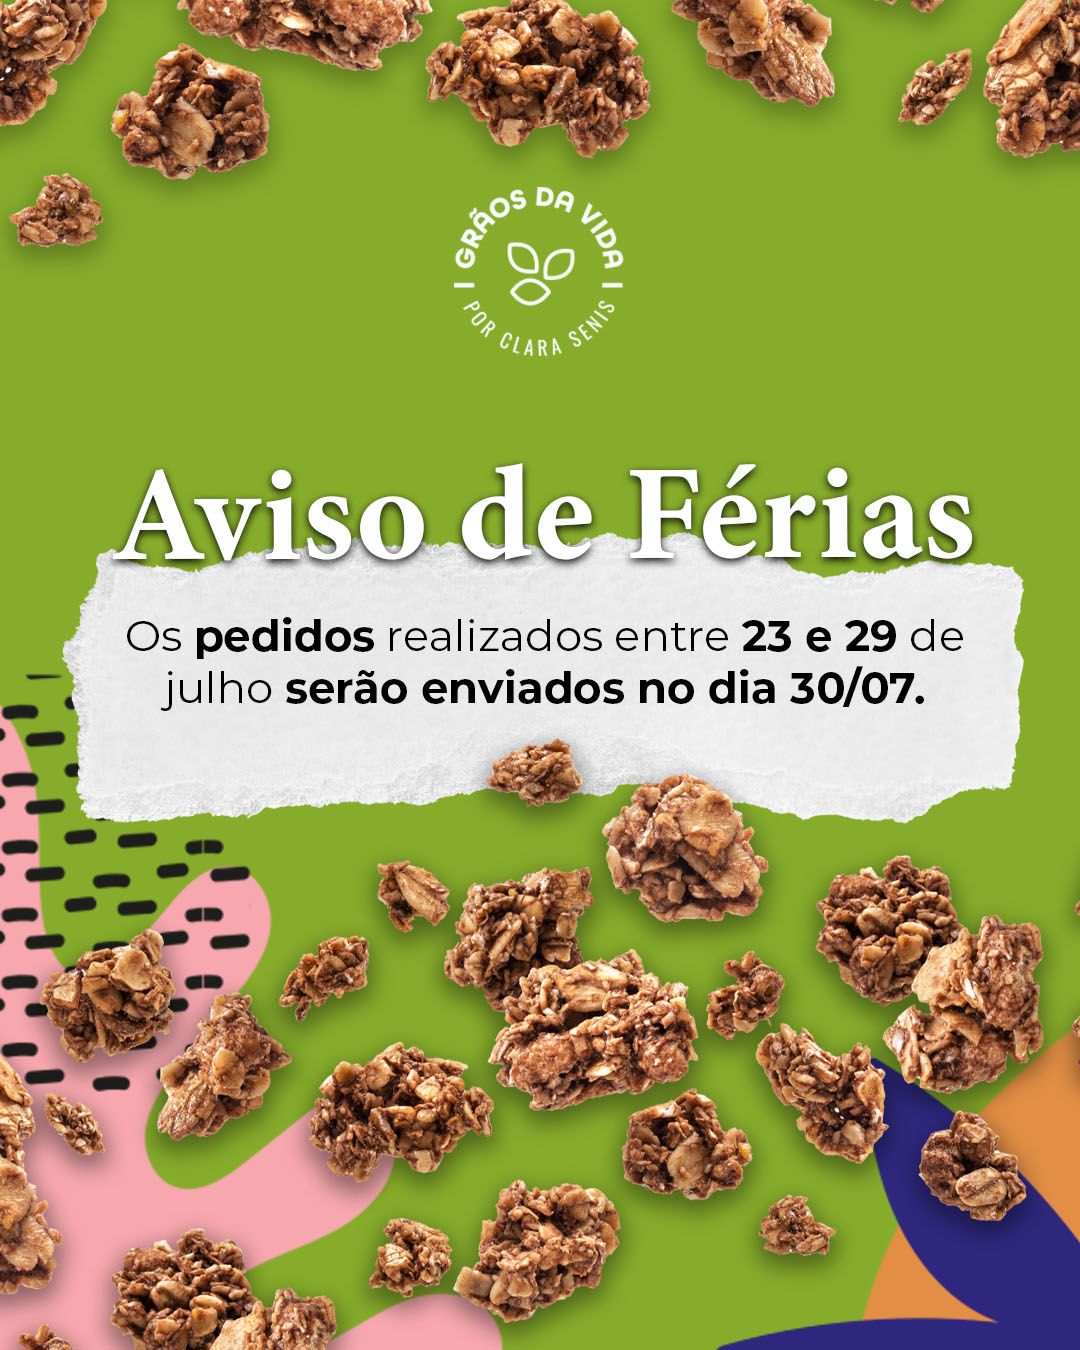 GRÃOS DA VIDA
POR CLARA SENIS
Aviso de Férias
Os pedidos realizados entre 23 e 29 de
julho serão enviados no dia 30/07.